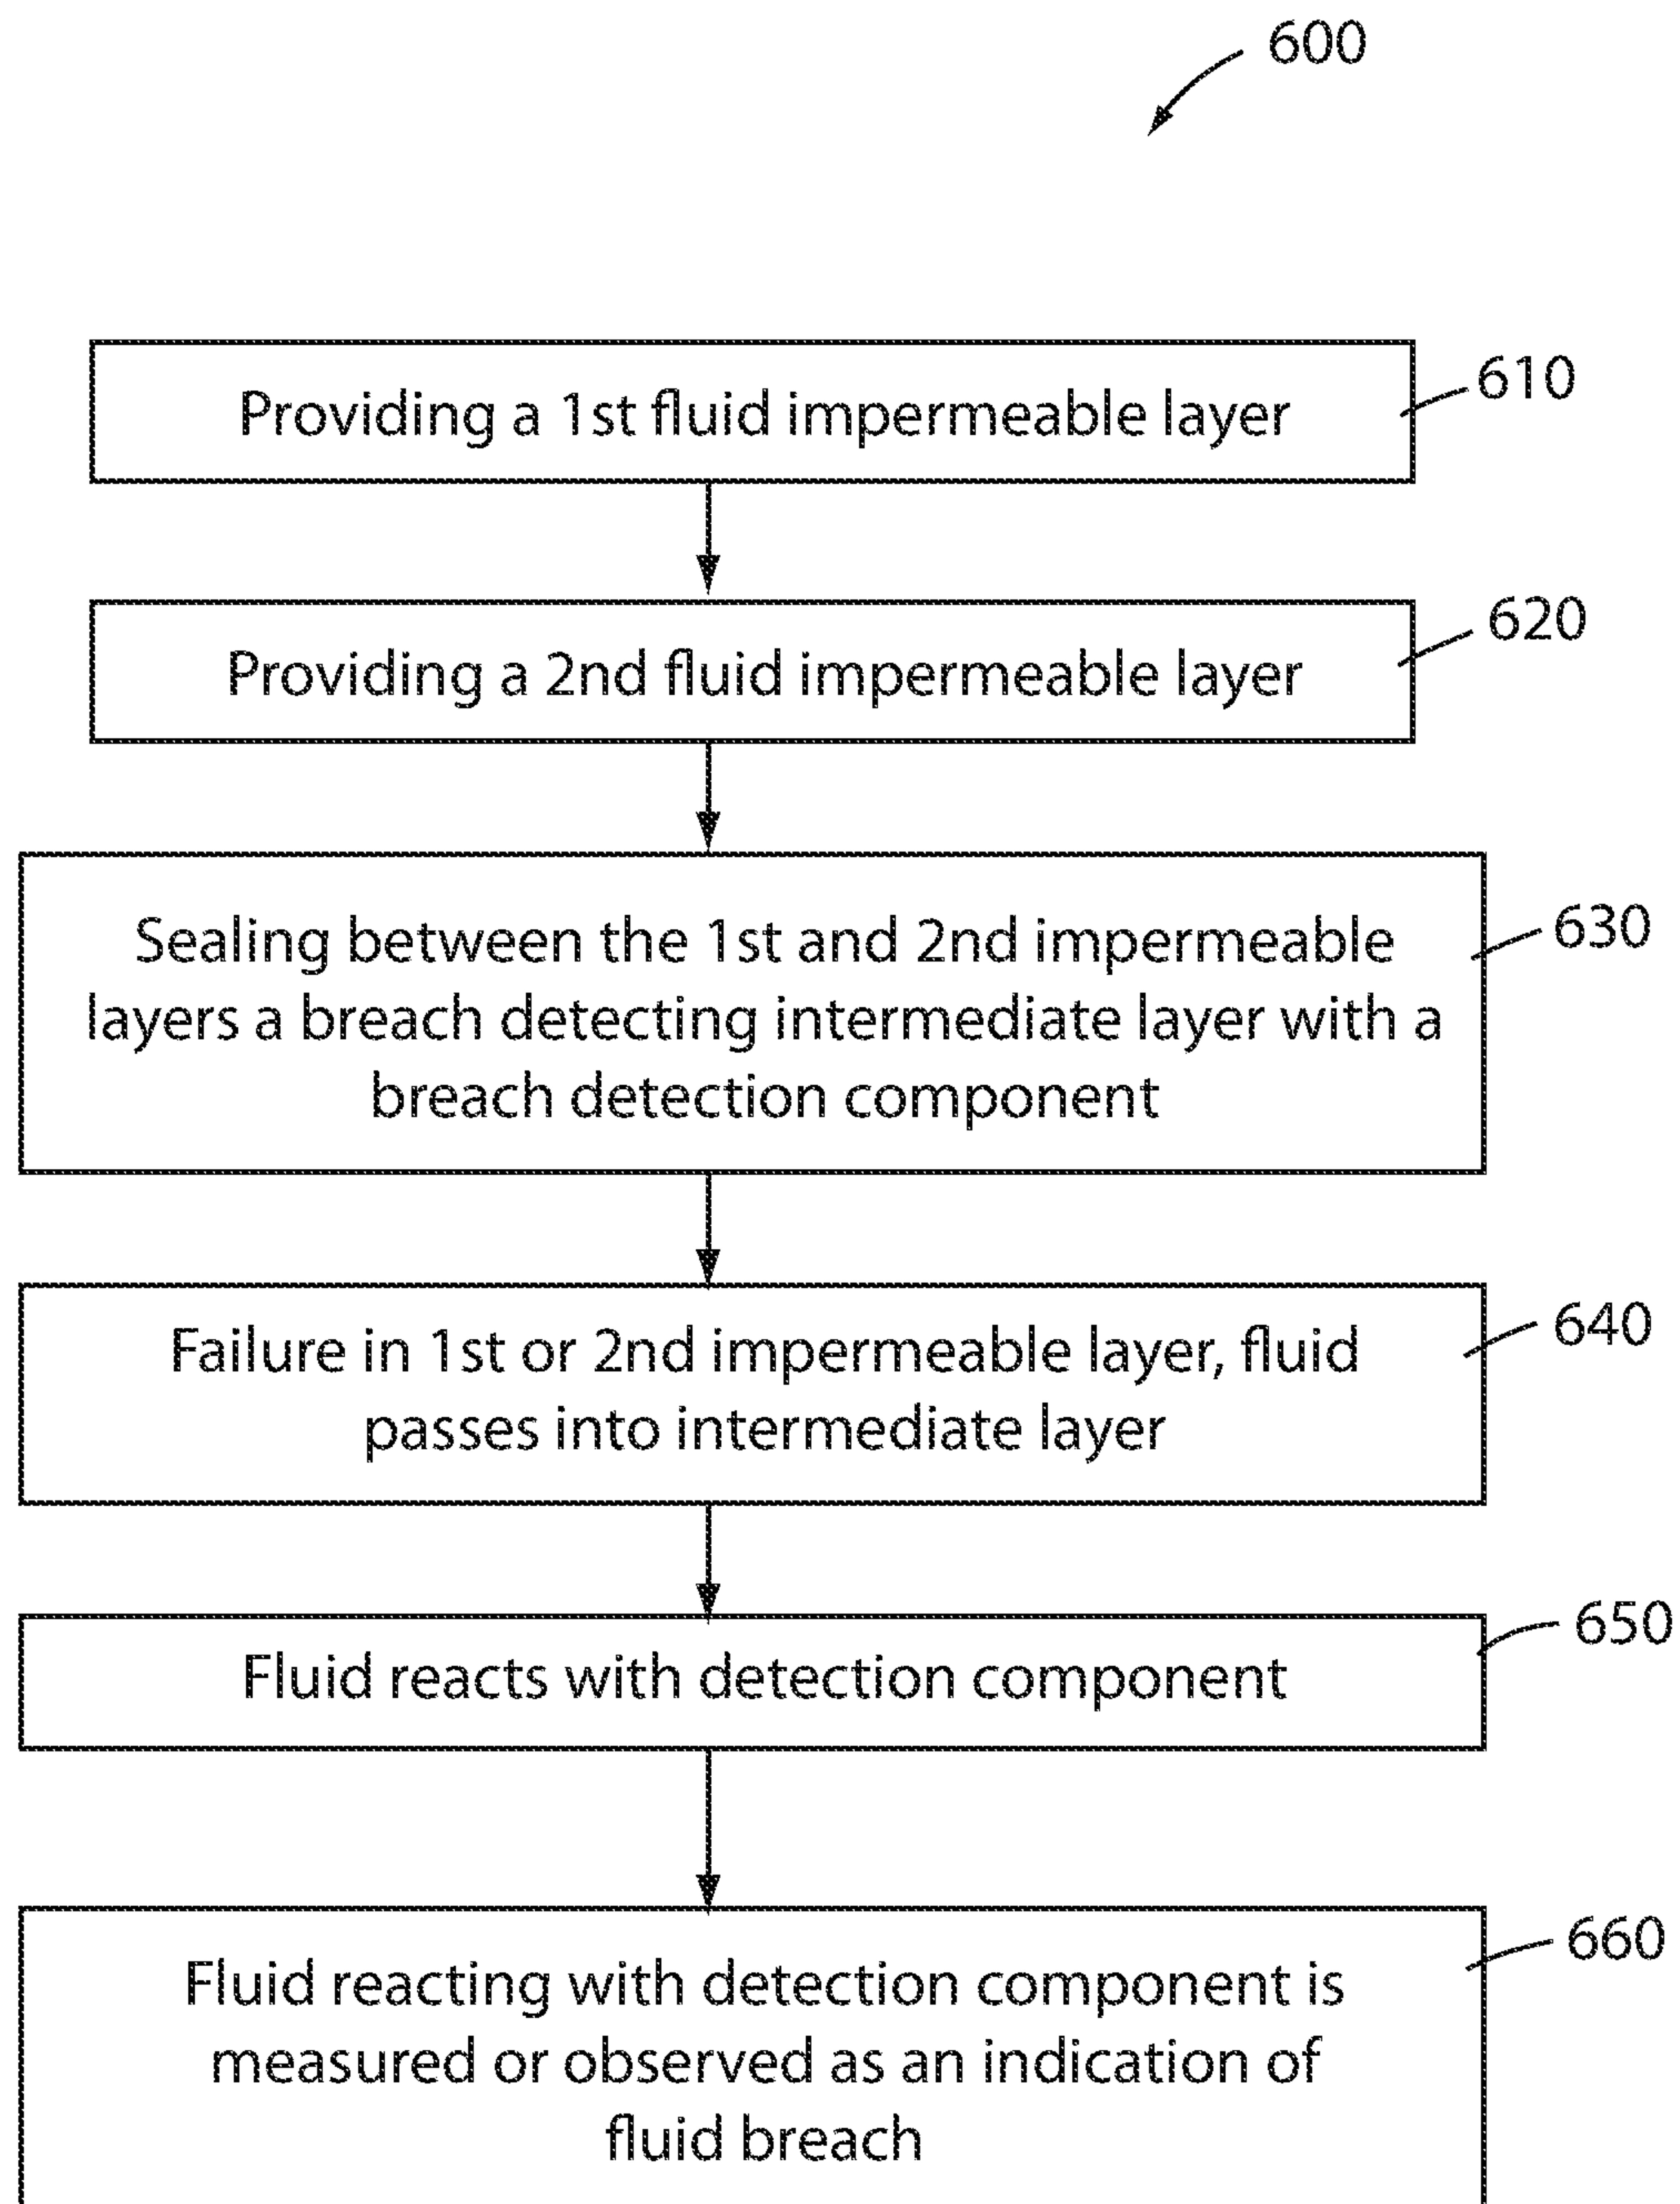 600
Providing a 1st fluid impermeable layer
610
Providing a 2nd fluid impermeable layer
620
Sealing between the 1st and 2nd impermeable
layers a breach detecting intermediate layer with a
breach detection component
630
Failure in 1st or 2nd impermeable layer, fluid
passes into intermediate layer
640
Fluid reacts with detection component
650
Fluid reacting with detection component is
measured or observed as an indication of
fluid breach
660